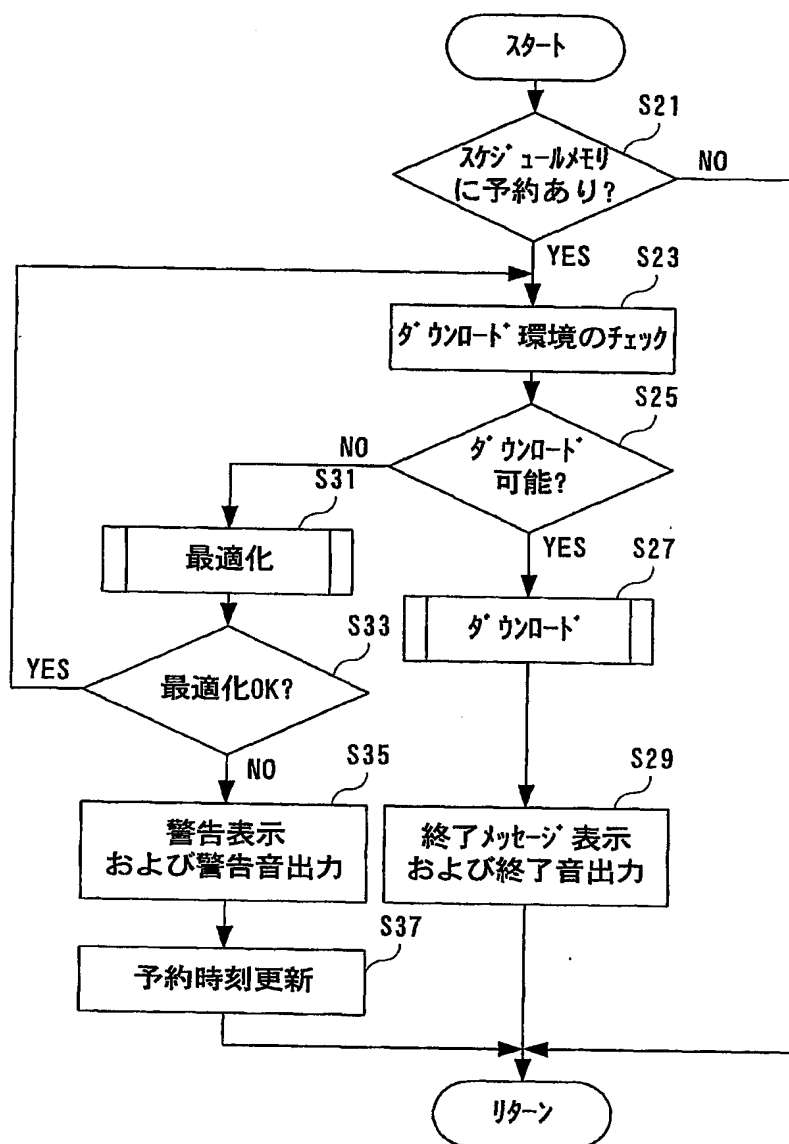 スタート
S21
スケジュールメモリ
に予約あり?
NO
YES
S23
ダウンロード環境のチェック
S25
ダウンロード
可能?
NO
YES
S31
最適化
S27
ダウンロード
S33
最適化OK?
YES
NO
S35
警告表示
および警告音出力
S29
終了メッセージ表示
および終了音出力
S37
予約時刻更新
リターン